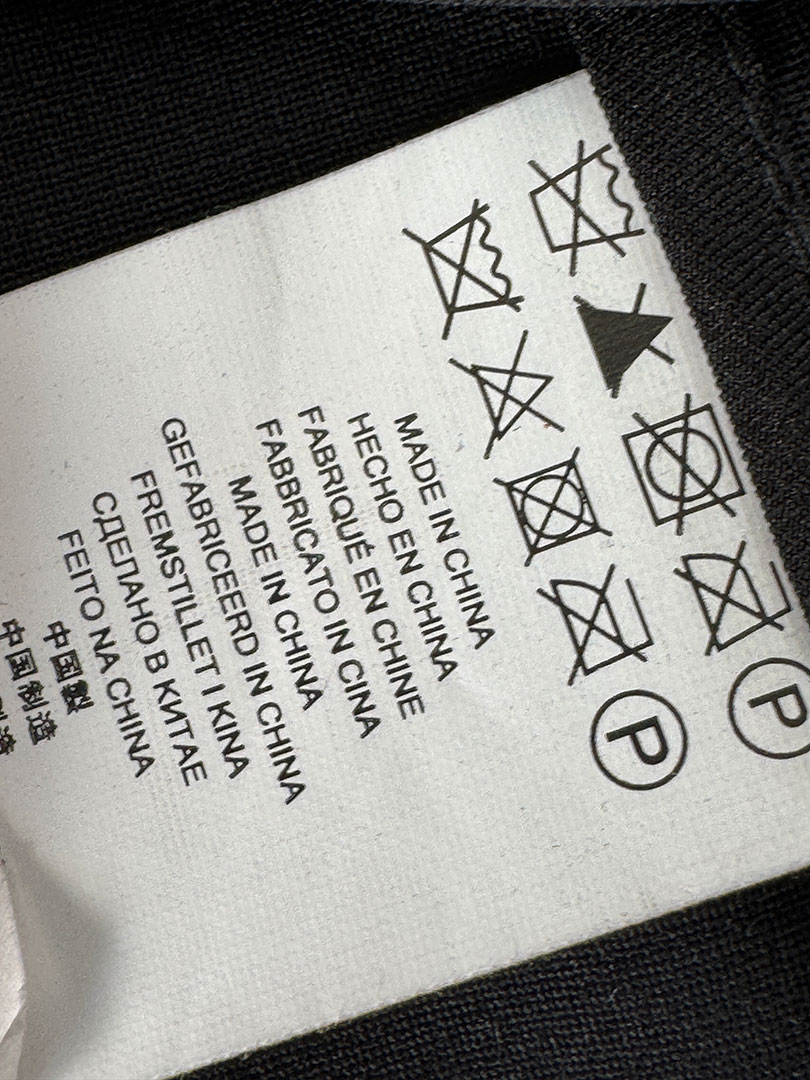 P
P
MADE IN CHINA
HECHO EN CHINA
FABRIQUÉ EN CHINE
FABBRICATO IN CINA
MADE IN CHINA
GEFABRICEERD IN CHINA
FREMSTILLET I KINA
СДЕЛАНО В КИТАЕ
FEITO NA CHINA
中国製
中国制造